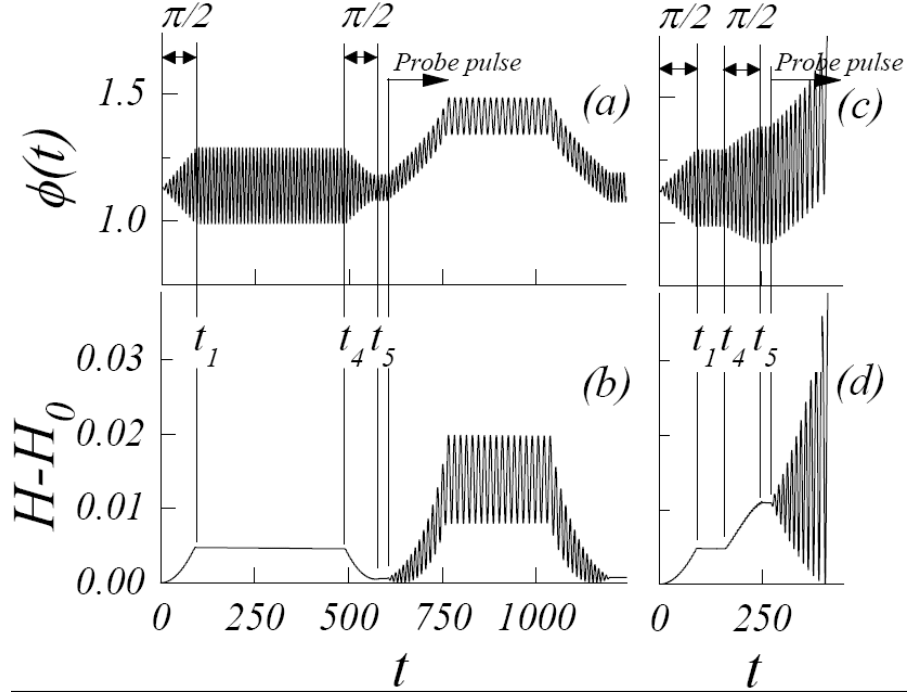 π/2 π/2 π/2 π/2
Probe pulse Probe pulse
1.5 (a) (c)
ϕ(t)
1.0
t1 t4 t5 t1 t4 t5
0.03 (b) (d)
H-H0
0.02
0.01
0.00
0 250 500 750 1000 0 250
t t